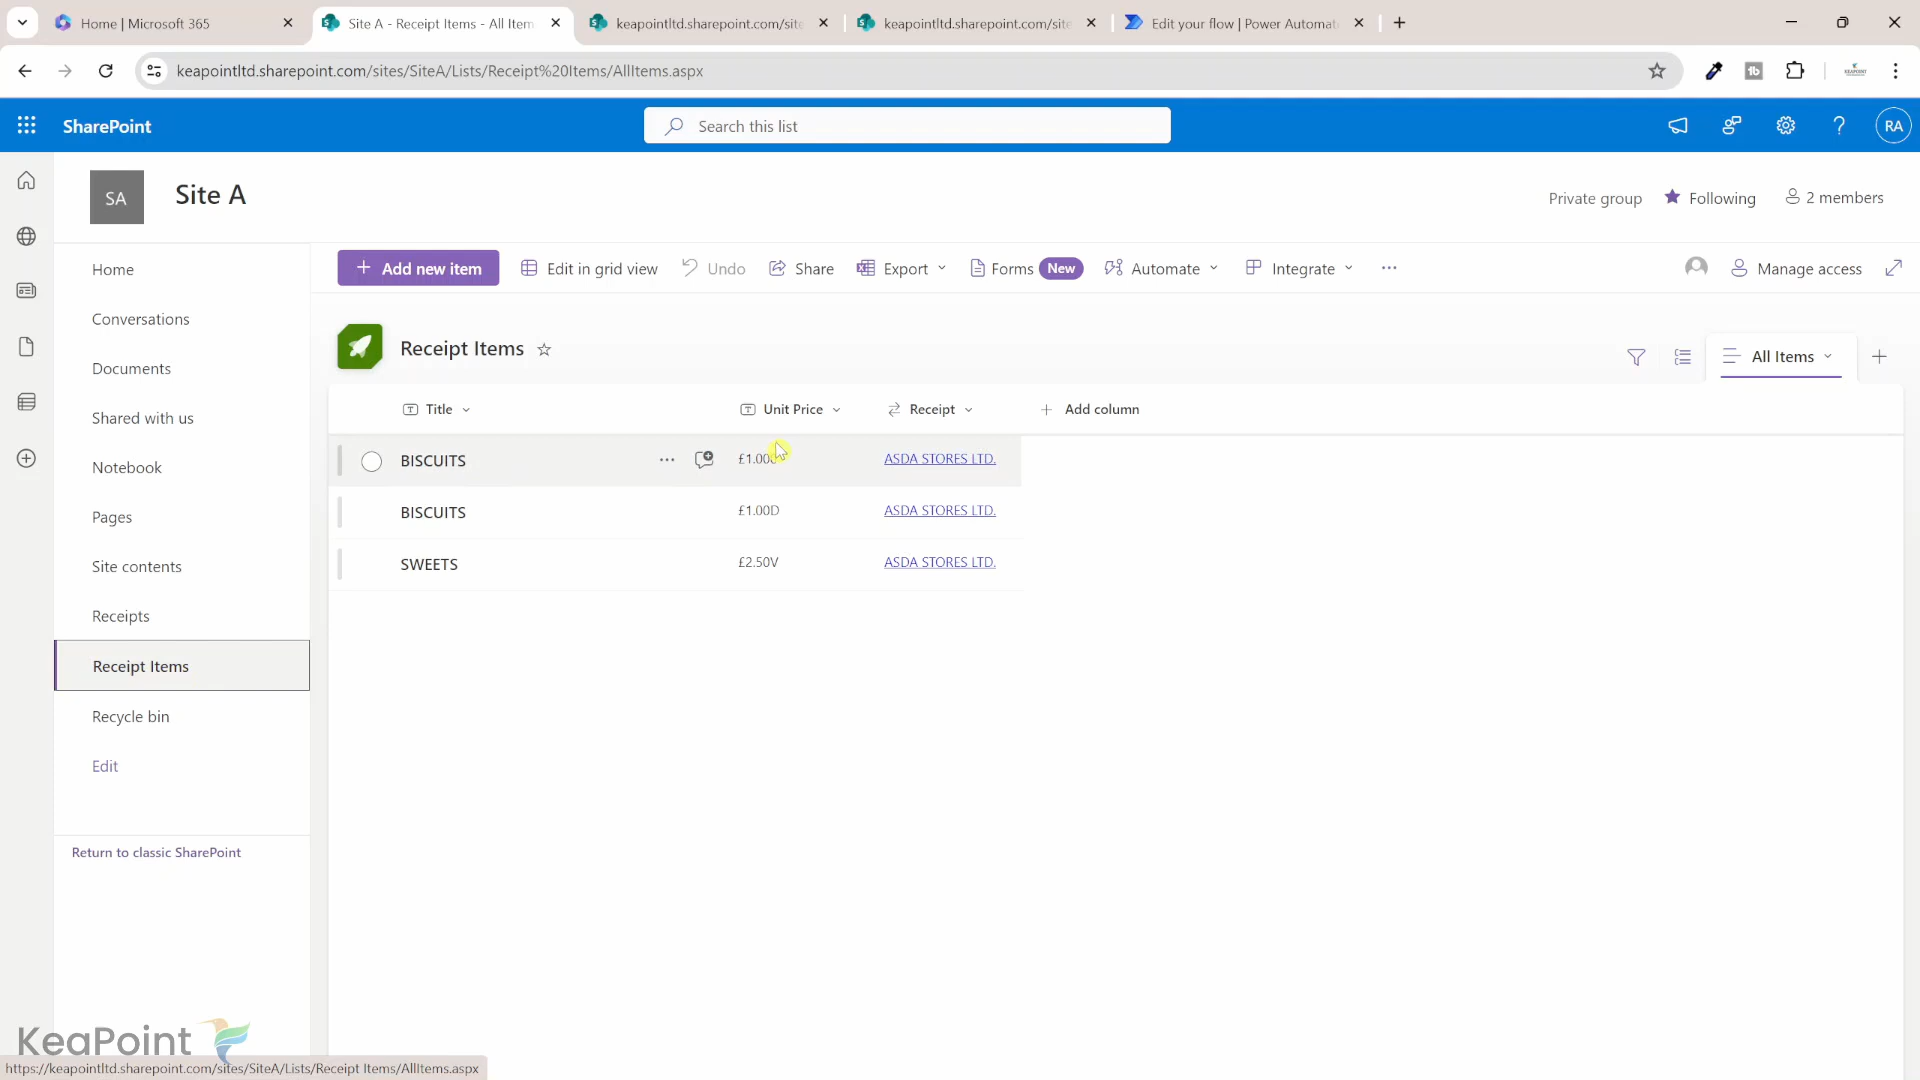 Home | Microsoft 365
Site A - Receipt Items - All Item
keapointltd.sharepoint.com/site
keapointltd.sharepoint.com/site
Edit your flow | Power Automat
keapointltd.sharepoint.com/sites/SiteA/Lists/Receipt%20Items/AllItems.aspx
KEAPOINT
SharePoint
Search this list
RA
SA
Site A
Private group
Following
2 members
Home
Conversations
Documents
Shared with us
Notebook
Pages
Site contents
Receipts
Receipt Items
Recycle bin
Edit
Return to classic SharePoint
Add new item
Edit in grid view
Undo
Share
Export
Forms New
Automate
Integrate
Manage access
Receipt Items
All Items
Title Unit Price Receipt Add column
BISCUITS £1.00 ASDA STORES LTD.
BISCUITS £1.00D ASDA STORES LTD.
SWEETS £2.50V ASDA STORES LTD.
KeaPoint
https://keapointltd.sharepoint.com/sites/SiteA/Lists/Receipt Items/AllItems.aspx